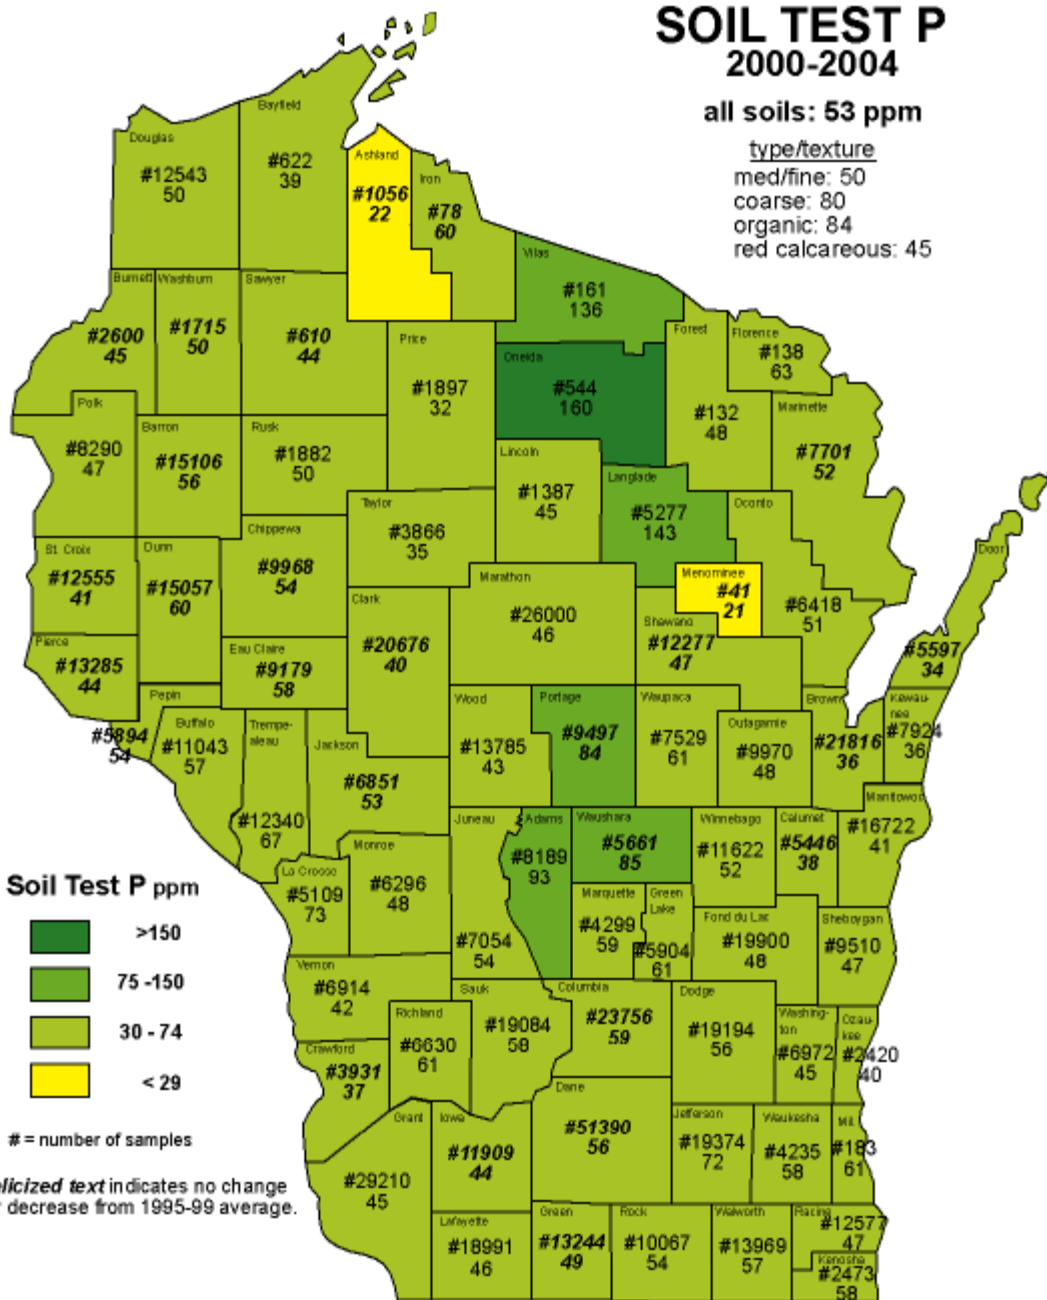 SOIL TEST P
2000-2004
all soils: 53 ppm
type/texture
med/fine: 50
coarse: 80
organic: 84
red calcareous: 45
Bayfield
#622
39
Douglas
#12543
50
Ashland
#1056
22
Iron
#78
60
Vilas
#161
136
Burnett
#2600
45
Washburn
#1715
50
Sawyer
#610
44
Price
#1897
32
Oneida
#544
160
Forest
#132
48
Florence
#138
63
Marinette
#7701
52
Polk
#8290
47
Barron
#15106
56
Rusk
#1882
50
Taylor
#3866
35
Lincoln
#1387
45
Langlade
#5277
143
Oconto
#6418
51
Door
#5597
34
St. Croix
#12555
41
Dunn
#15057
60
Chippewa
#9968
54
Clark
#20676
40
Marathon
#26000
46
Menominee
#41
21
Shawano
#12277
47
Pierce
#13285
44
Eau Claire
#9179
58
Pepin
#5894
54
Buffalo
#11043
57
Trempe-
aleau
#12340
67
Jackson
#6851
53
Wood
#13785
43
Portage
#9497
84
Waupaca
#7529
61
Outagamie
#9970
48
Brown
#21816
36
Kewau-
nee
#7924
36
Juneau
#7054
54
Adams
#8189
93
Waushara
#5661
85
Winnebago
#11622
52
Calumet
#5446
38
Manitowoc
#16722
41
La Crosse
#5109
73
Monroe
#6296
48
Marquette
#4299
59
Green
Lake
#5904
61
Fond du Lac
#19900
48
Sheboygan
#9510
47
Soil Test P ppm
>150
75 -150
30 - 74
< 29
# = number of samples
licized text indicates no change
decrease from 1995-99 average.
Vernon
#6914
42
Crawford
#3931
37
Richland
#6630
61
Sauk
#19084
58
Columbia
#23756
59
Dodge
#19194
56
Washing-
ton
#6972
45
Ozau-
kee
#2420
40
Grant
#29210
45
Iowa
#11909
44
Dane
#51390
56
Jefferson
#19374
72
Waukesha
#4235
58
Mil
#183
61
Lafayette
#18991
46
Green
#13244
49
Rock
#10067
54
Walworth
#13969
57
Racine
#12577
47
Kenosha
#2473
58